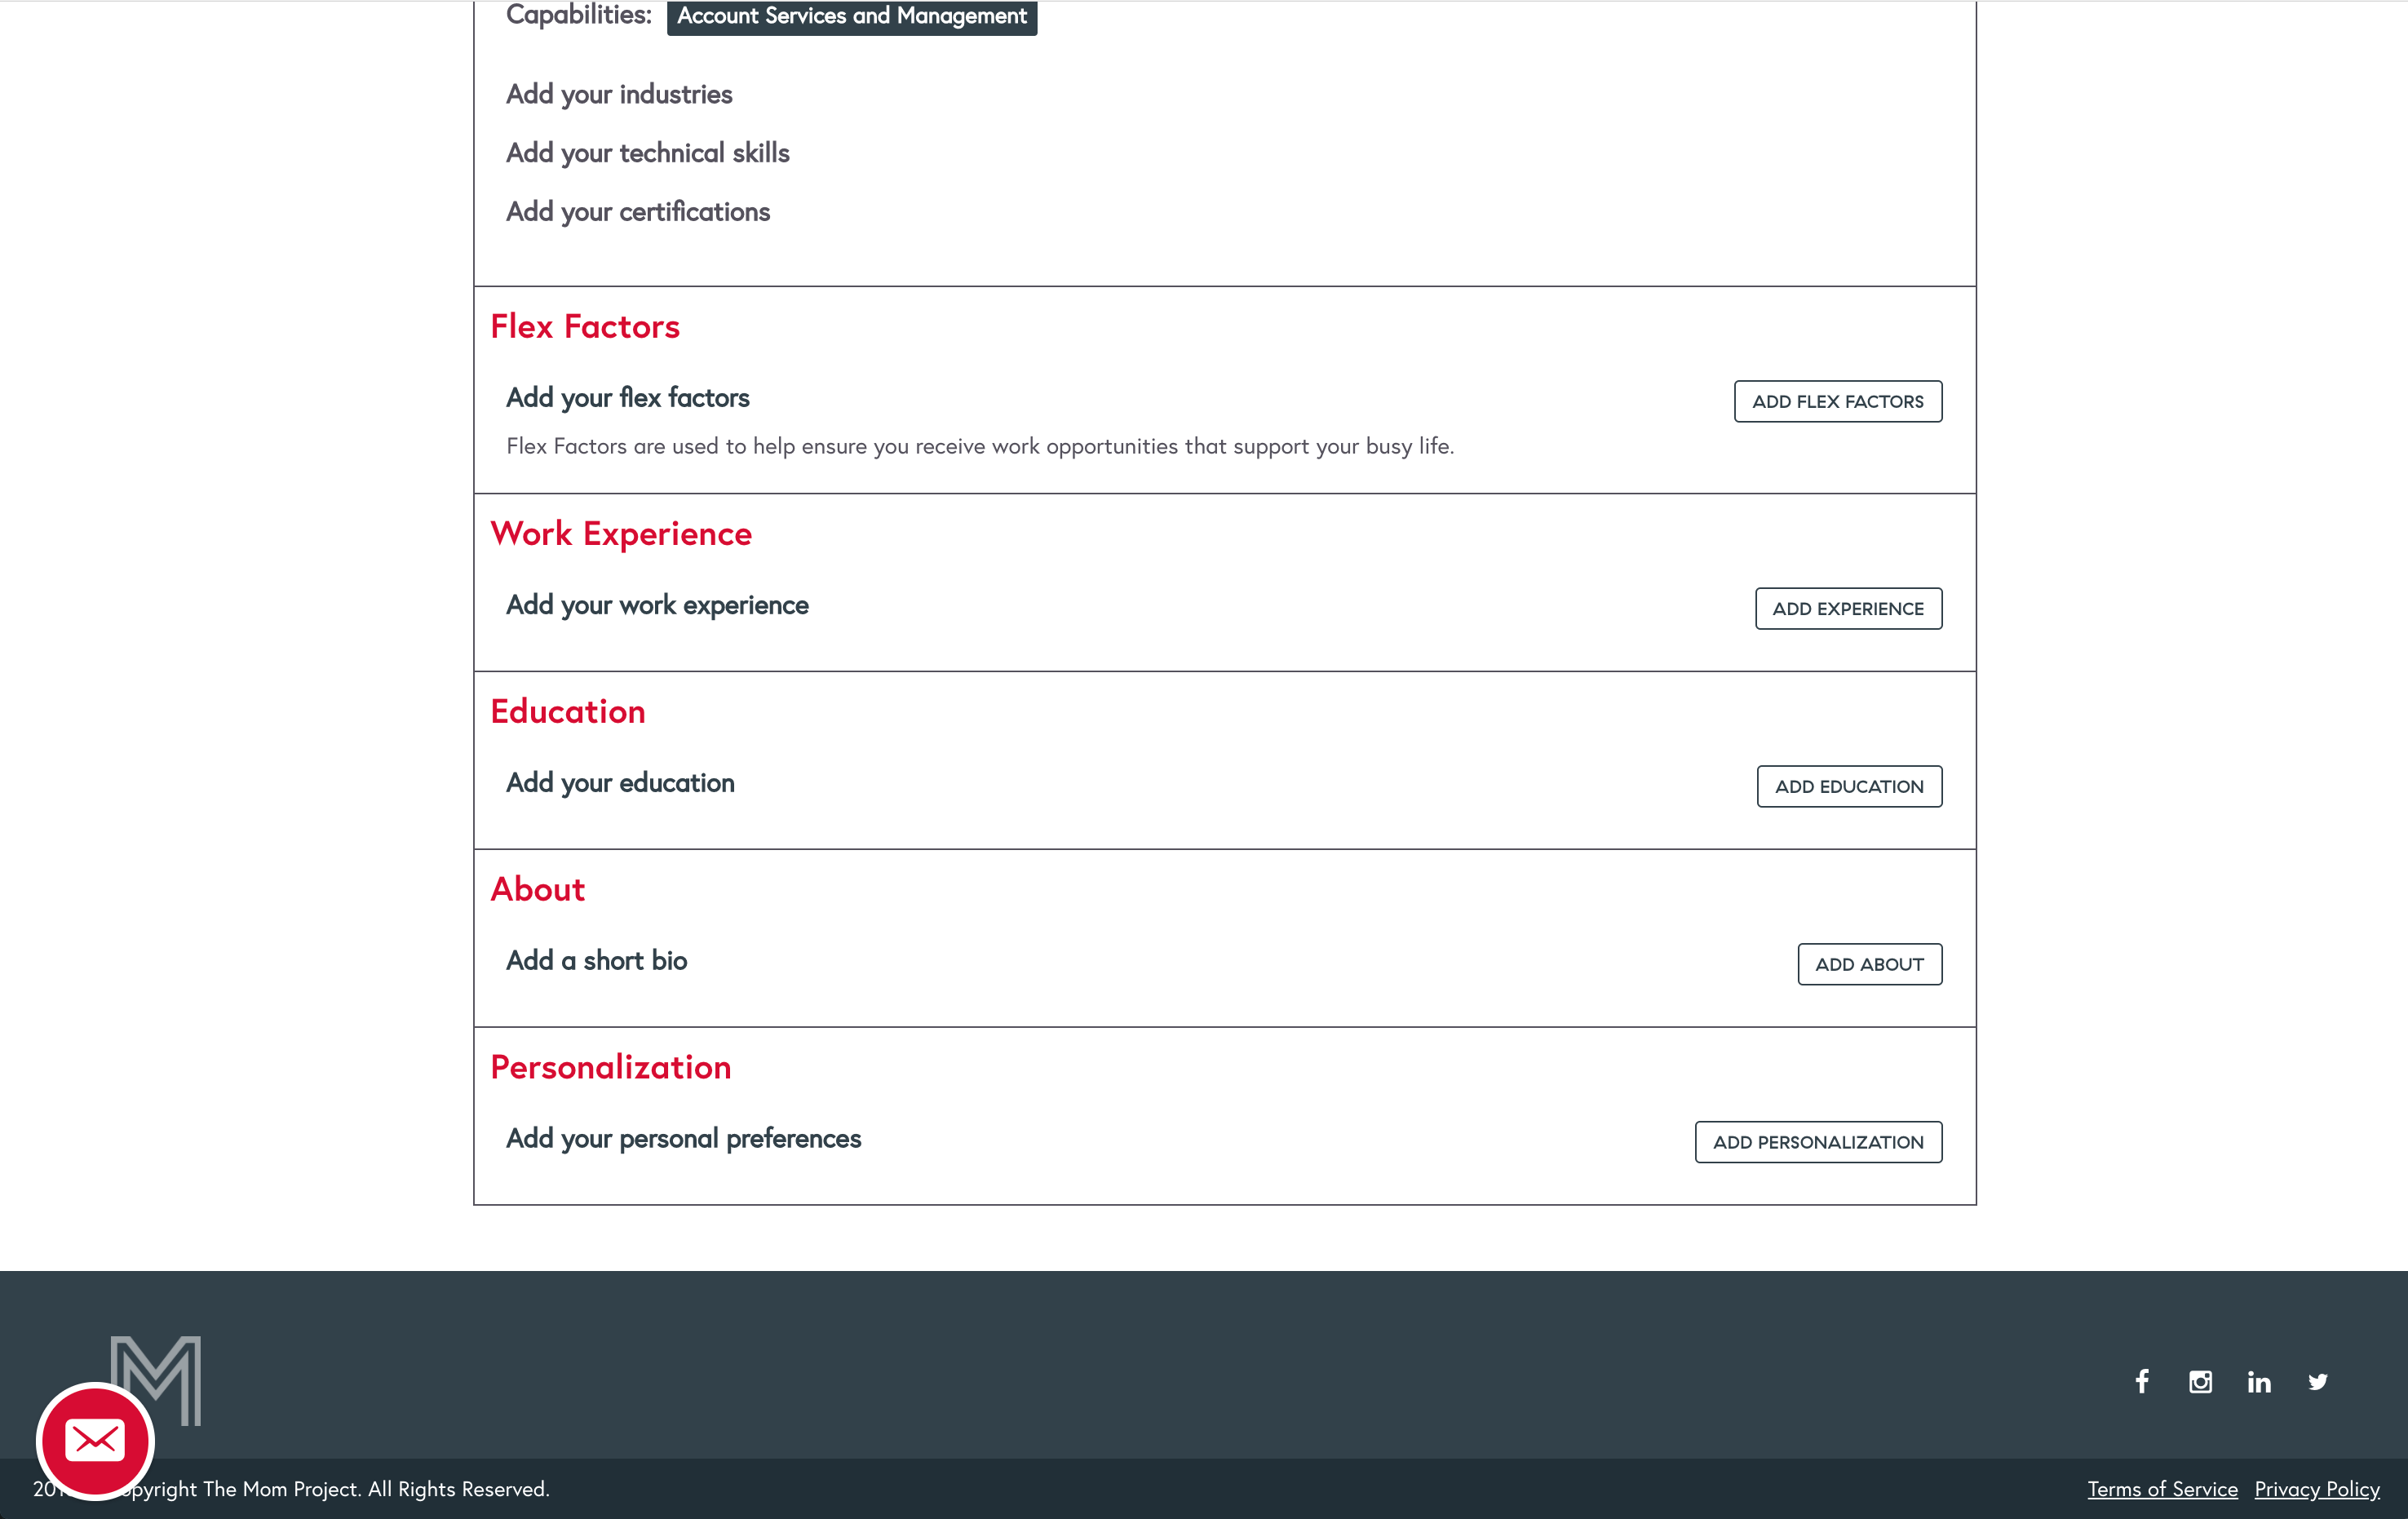 Capabilities: Account Services and Management
Add your industries
Add your technical skills
Add your certifications
Flex Factors
Add your flex factors
ADD FLEX FACTORS
Flex Factors are used to help ensure you receive work opportunities that support your busy life.
Work Experience
Add your work experience
ADD EXPERIENCE
Education
Add your education
ADD EDUCATION
About
Add a short bio
ADD ABOUT
Personalization
Add your personal preferences
ADD PERSONALIZATION
M
The Mom Project. All Rights Reserved.
Terms of Service Privacy Policy